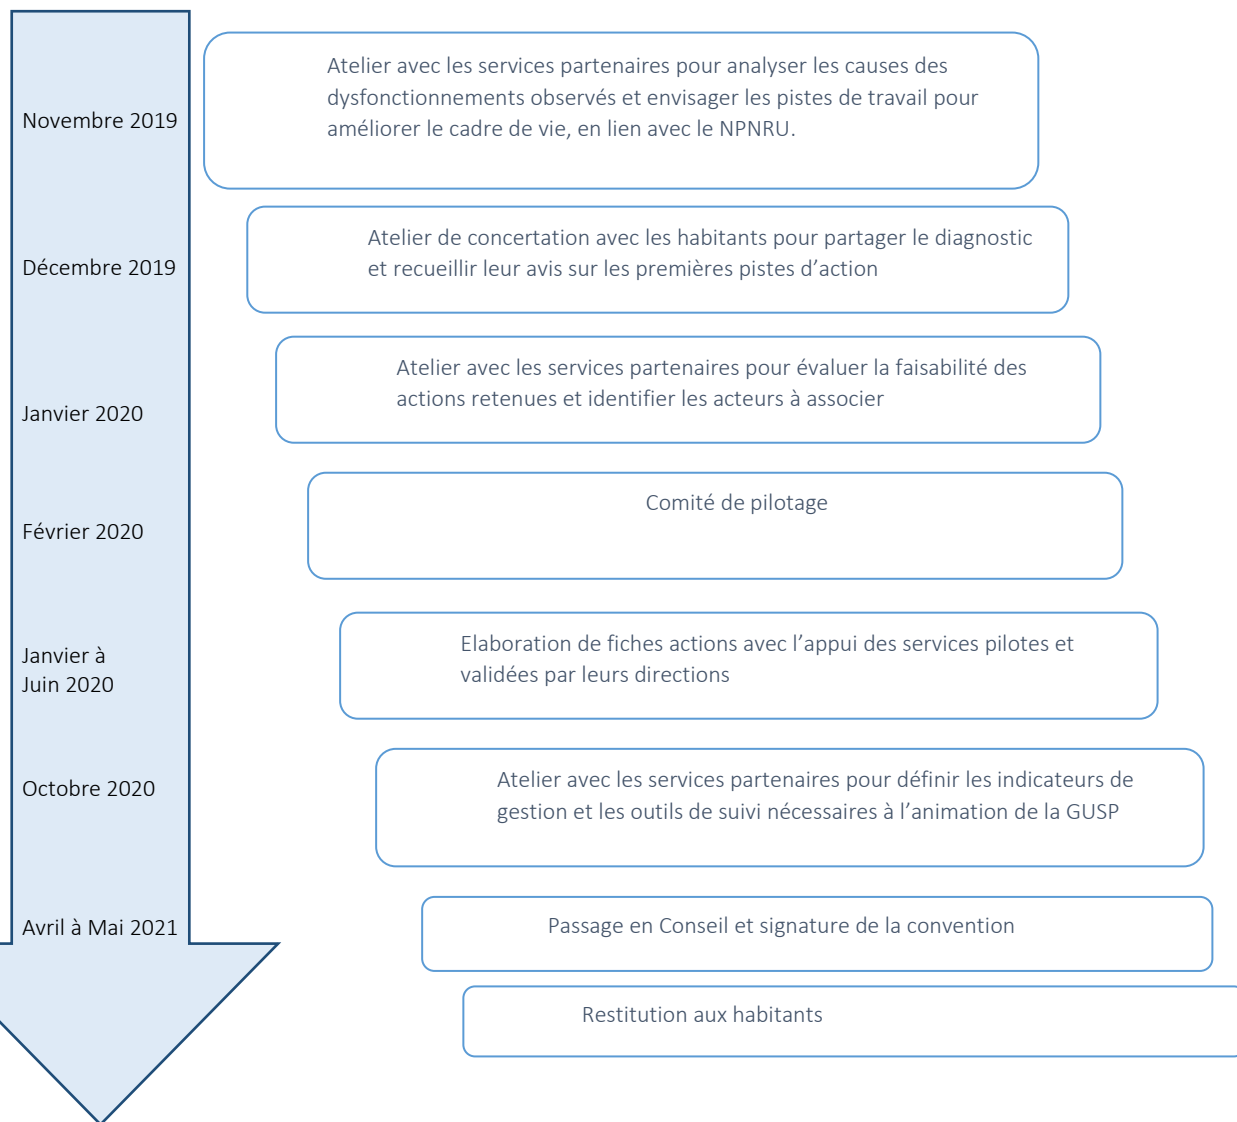 Novembre 2019
Atelier avec les services partenaires pour analyser les causes des
dysfonctionnements observés et envisager les pistes de travail pour
améliorer le cadre de vie, en lien avec le NPNRU.
Décembre 2019
Atelier de concertation avec les habitants pour partager le diagnostic
et recueillir leur avis sur les premières pistes d’action
Janvier 2020
Atelier avec les services partenaires pour évaluer la faisabilité des
actions retenues et identifier les acteurs à associer
Février 2020
Comité de pilotage
Janvier à
Juin 2020
Elaboration de fiches actions avec l’appui des services pilotes et
validées par leurs directions
Octobre 2020
Atelier avec les services partenaires pour définir les indicateurs de
gestion et les outils de suivi nécessaires à l’animation de la GUSP
Avril à Mai 2021
Passage en Conseil et signature de la convention
Restitution aux habitants